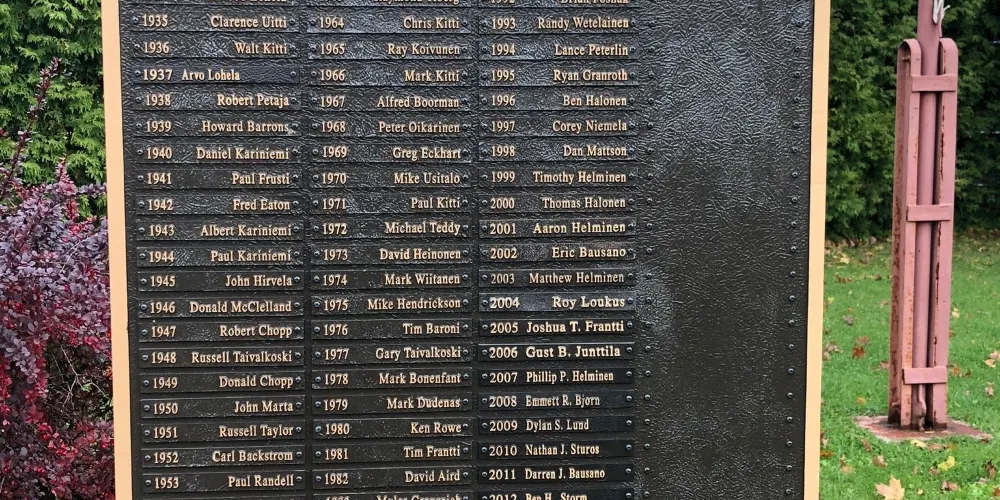 1935 Clarence Uitti
1936 Walt Kitti
1937 Arvo Lohela
1938 Robert Petaja
1939 Howard Barrons
1940 Daniel Kariniemi
1941 Paul Frusti
1942 Fred Eaton
1943 Albert Kariniemi
1944 Paul Kariniemi
1945 John Hirvela
1946 Donald McClelland
1947 Robert Chopp
1948 Russell Taivalkoski
1949 Donald Chopp
1950 John Marta
1951 Russell Taylor
1952 Carl Backstrom
1953 Paul Randell
1964 Chris Kitti
1965 Ray Koivunen
1966 Mark Kitti
1967 Alfred Boorman
1968 Peter Oikarinen
1969 Greg Eckhart
1970 Mike Usitalo
1971 Paul Kitti
1972 Michael Teddy
1973 David Heinonen
1974 Mark Wiitanen
1975 Mike Hendrickson
1976 Tim Baroni
1977 Gary Taivalkoski
1978 Mark Bonenfant
1979 Mark Dudenas
1980 Ken Rowe
1981 Tim Frantti
1982 David Aird
1993 Randy Wetelainen
1994 Lance Peterlin
1995 Ryan Granroth
1996 Ben Halonen
1997 Corey Niemela
1998 Dan Mattson
1999 Timothy Helminen
2000 Thomas Halonen
2001 Aaron Helminen
2002 Eric Bausano
2003 Matthew Helminen
2004 Roy Loukus
2005 Joshua T. Frantti
2006 Gust B. Junttila
2007 Phillip P. Helminen
2008 Emmett R. Bjorn
2009 Dylan S. Lund
2010 Nathan J. Sturos
2011 Darren J. Bausano
2012 Ben H. Storm